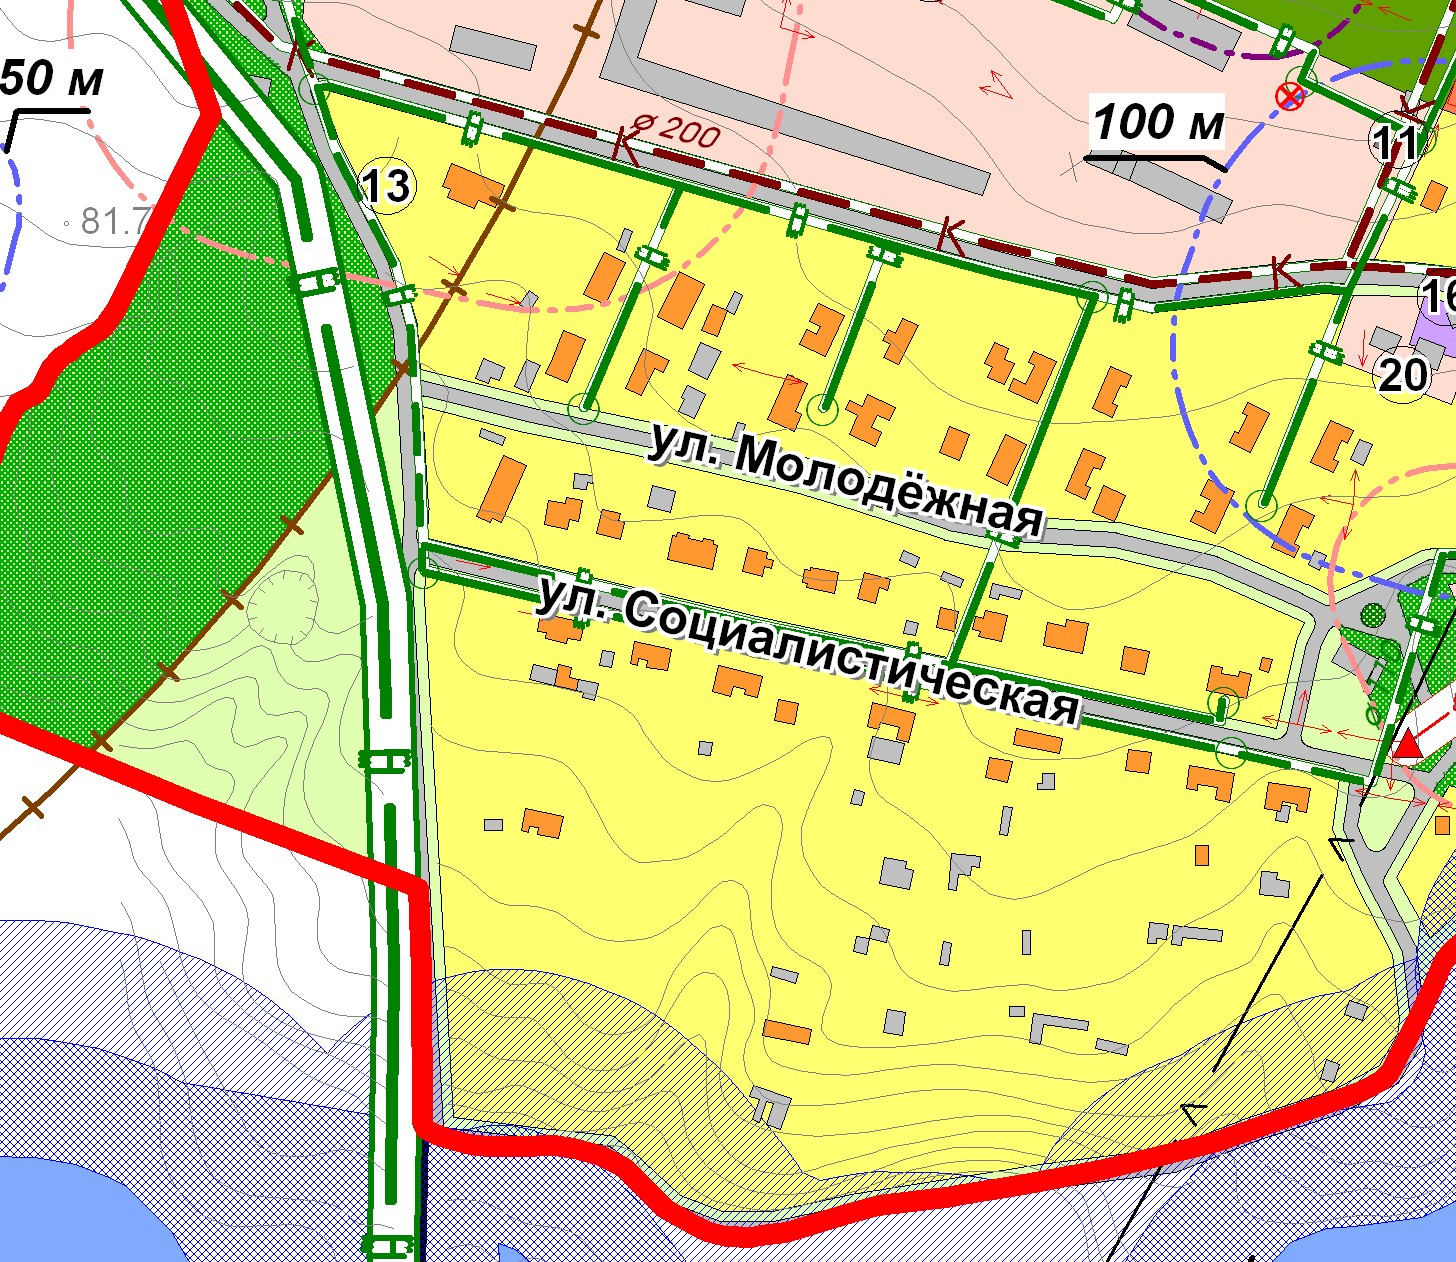 50 м
ø 200
К
100 м
11
13
81.7
К
К
16
20
ул. Молодёжная
ул. Социалистическая